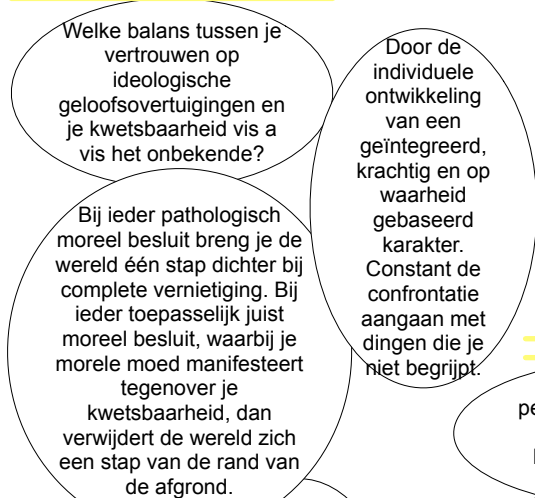 Welke balans tussen je
vertrouwen op
ideologische
geloofsovertuigingen en
je kwetsbaarheid vis a
vis het onbekende?
Door de
individuele
ontwikkeling
van een
geïntegreerd,
krachtig en op
waarheid
gebaseerd
karakter.
Constant de
confrontatie
aangaan met
dingen die je
niet begrijpt.
Bij ieder pathologisch
moreel besluit breng je de
wereld één stap dichter bij
complete vernietiging. Bij
ieder toepasselijk juist
moreel besluit, waarbij je
morele moed manifesteert
tegenover je
kwetsbaarheid, dan
verwijdert de wereld zich
een stap van de rand van
de afgrond.